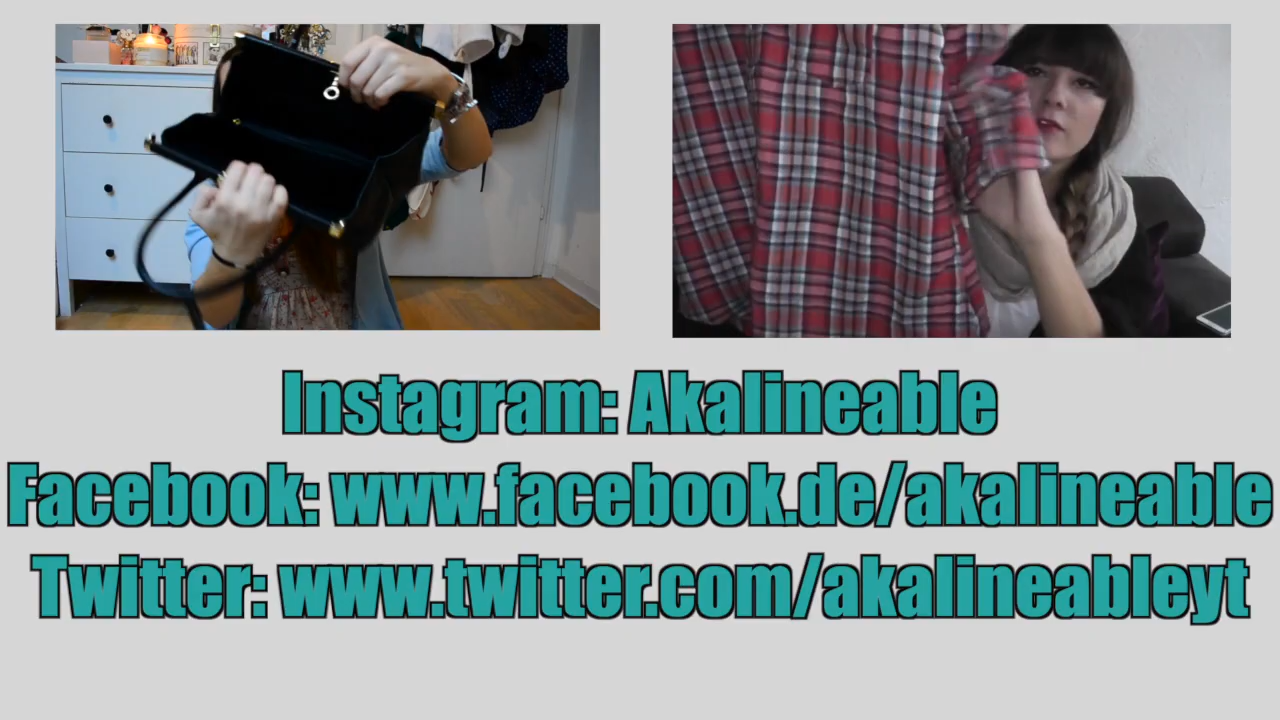 Instagram: Akalineable
Facebook: www.facebook.de/akalineable
Twitter: www.twitter.com/akalineableyt